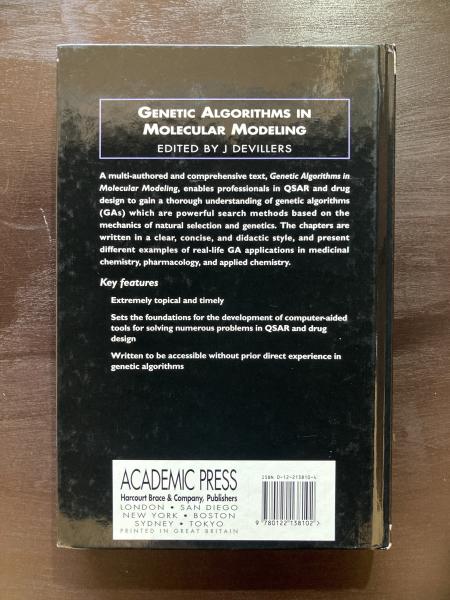 GENETIC ALGORITHMS IN
MOLECULAR MODELING
EDITED BY J DEVILLERS
A multi-authored and comprehensive text, Genetic Algorithms in
Molecular Modeling, enables professionals in QSAR and drug
design to gain a thorough understanding of genetic algorithms
(GAs) which are powerful search methods based on the
mechanics of natural selection and genetics. The chapters are
written in a clear, concise, and didactic style, and present
different examples of real-life GA applications in medicinal
chemistry, pharmacology, and applied chemistry.
Key features
Extremely topical and timely
Sets the foundations for the development of computer-aided
tools for solving numerous problems in QSAR and drug
design
Written to be accessible without prior direct experience in
genetic algorithms
ACADEMIC PRESS
Harcourt Brace & Company, Publishers
LONDON • SAN DIEGO
NEW YORK • BOSTON
SYDNEY • TOKYO
PRINTED IN GREAT BRITAIN
ISBN 0-12-213810-4
9 780122 138102 >